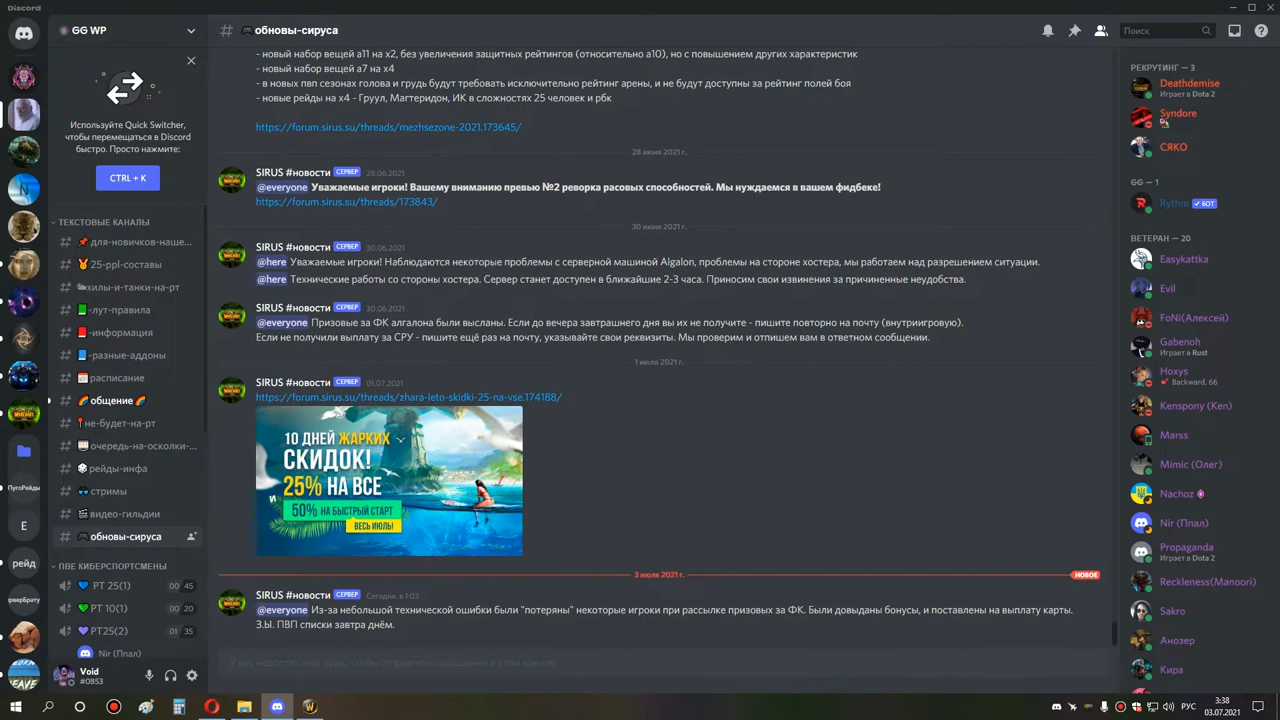 Discord
GG WP
Используйте Quick Switcher,
чтобы перемещаться в Discord
быстро. Просто нажмите:
CTRL + K
ТЕКСТОВЫЕ КАНАЛЫ
для-новичков-наше...
25-ppl-составы
хилы-и-танки-на-рт
-лут-правила
-информация
-разные-аддоны
расписание
общение
не-будет-на-рт
очередь-на-осколки-...
рейды-инфа
стримы
видео-гильдии
обновы-сируса
ПВЕ КИБЕРСПОРТСМЕНЫ
РТ 25(1) 00 45
РТ 10(1) 00 20
РТ25(2) 01 35
Nir (Ппал)
ПугоРейды
E
рейд
ерверБрату
Void
#0853
обновы-сируса
Поиск
- новый набор вещей а11 на х2, без увеличения защитных рейтингов (относительно а10), но с повышением других характеристик
- новый набор вещей а7 на х4
- в новых пвп сезонах голова и грудь будут требовать исключительно рейтинг арены, и не будут доступны за рейтинг полей боя
- новые рейды на х4 - Груул, Магтеридон, ИК в сложностях 25 человек и рбк
https://forum.sirus.su/threads/mezhsezone-2021.173645/
28 июня 2021 г.
SIRUS #новости СЕРВЕР 28.06.2021
@everyone Уважаемые игроки! Вашему вниманию превью №2 реворка расовых способностей. Мы нуждаемся в вашем фидбеке!
https://forum.sirus.su/threads/173843/
30 июня 2021 г.
SIRUS #новости СЕРВЕР 30.06.2021
@here Уважаемые игроки! Наблюдаются некоторые проблемы с серверной машиной Algalon, проблемы на стороне хостера, мы работаем над разрешением ситуации.
@here Технические работы со стороны хостера. Сервер станет доступен в ближайшие 2-3 часа. Приносим свои извинения за причиненные неудобства.
SIRUS #новости СЕРВЕР 30.06.2021
@everyone Призовые за ФК алгалона были высланы. Если до вечера завтрашнего дня вы их не получите - пишите повторно на почту (внутриигровую).
Если не получили выплату за СРУ - пишите ещё раз на почту, указывайте свои реквизиты. Мы проверим и отпишем вам в ответном сообщении.
1 июля 2021 г.
SIRUS #новости СЕРВЕР 01.07.2021
https://forum.sirus.su/threads/zhara-leto-skidki-25-na-vse.174188/
10 ДНЕЙ ЖАРКИХ
СКИДОК!
25% НА ВСЕ
И 50% НА БЫСТРЫЙ СТАРТ
ВЕСЬ ИЮЛЬ!
3 июля 2021 г. НОВОЕ
SIRUS #новости СЕРВЕР Сегодня, в 1:03
@everyone Из-за небольшой технической ошибки были "потеряны" некоторые игроки при рассылке призовых за ФК. Были довыданы бонусы, и поставлены на выплату карты.
З.Ы. ПВП списки завтра днём.
У вас недостаточно прав, чтобы отправлять сообщения в этом канале.
РЕКРУТИНГ — 3
Deathdemise
Играет в Dota 2
Syndore
СЯКО
GG — 1
Rythm БОТ
ВЕТЕРАН — 20
Easykattka
Evil
FoNi(Алексей)
Gabenoh
Играет в Rust
Hoxys
Backward, 66
Kenspony (Ken)
Marss
Mimic (Олег)
Nachoz
Nir (Ппал)
Propaganda
Играет в Dota 2
Reckleness(Manoori)
Sakro
Анозер
Кира
РУС
3:38
03.07.2021